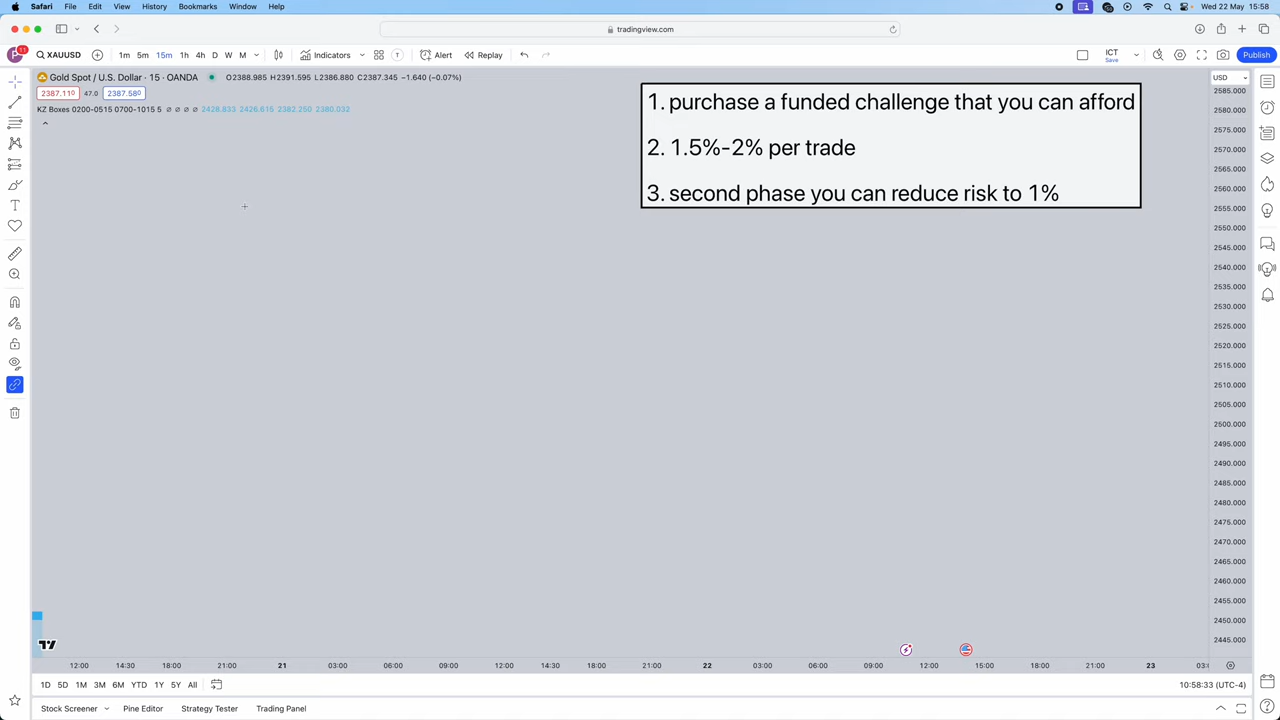 Safari File Edit View History Bookmarks Window Help Wed 22 May 15:58
tradingview.com
11 XAUUSD 1m 5m 15m 1h 4h D W M Indicators Alert Replay ICT Save Publish
Gold Spot / U.S. Dollar · 15 · OANDA O2388.985 H2391.595 L2386.880 C2387.345 −1.640 (−0.07%)
2387.110 47.0 2387.580
KZ Boxes 0200-0515 0700-1015 5 ∅ ∅ ∅ ∅ 2428.833 2426.615 2382.250 2380.032
1. purchase a funded challenge that you can afford
2. 1.5%-2% per trade
3. second phase you can reduce risk to 1%
USD
2585.000
2580.000
2575.000
2570.000
2565.000
2560.000
2555.000
2550.000
2545.000
2540.000
2535.000
2530.000
2525.000
2520.000
2515.000
2510.000
2505.000
2500.000
2495.000
2490.000
2485.000
2480.000
2475.000
2470.000
2465.000
2460.000
2455.000
2450.000
2445.000
12:00 14:30 18:00 21:00 21 03:00 06:00 09:00 12:00 14:30 18:00 21:00 22 03:00 06:00 09:00 12:00 15:00 18:00 21:00 23
1D 5D 1M 3M 6M YTD 1Y 5Y All 10:58:33 (UTC-4)
Stock Screener Pine Editor Strategy Tester Trading Panel